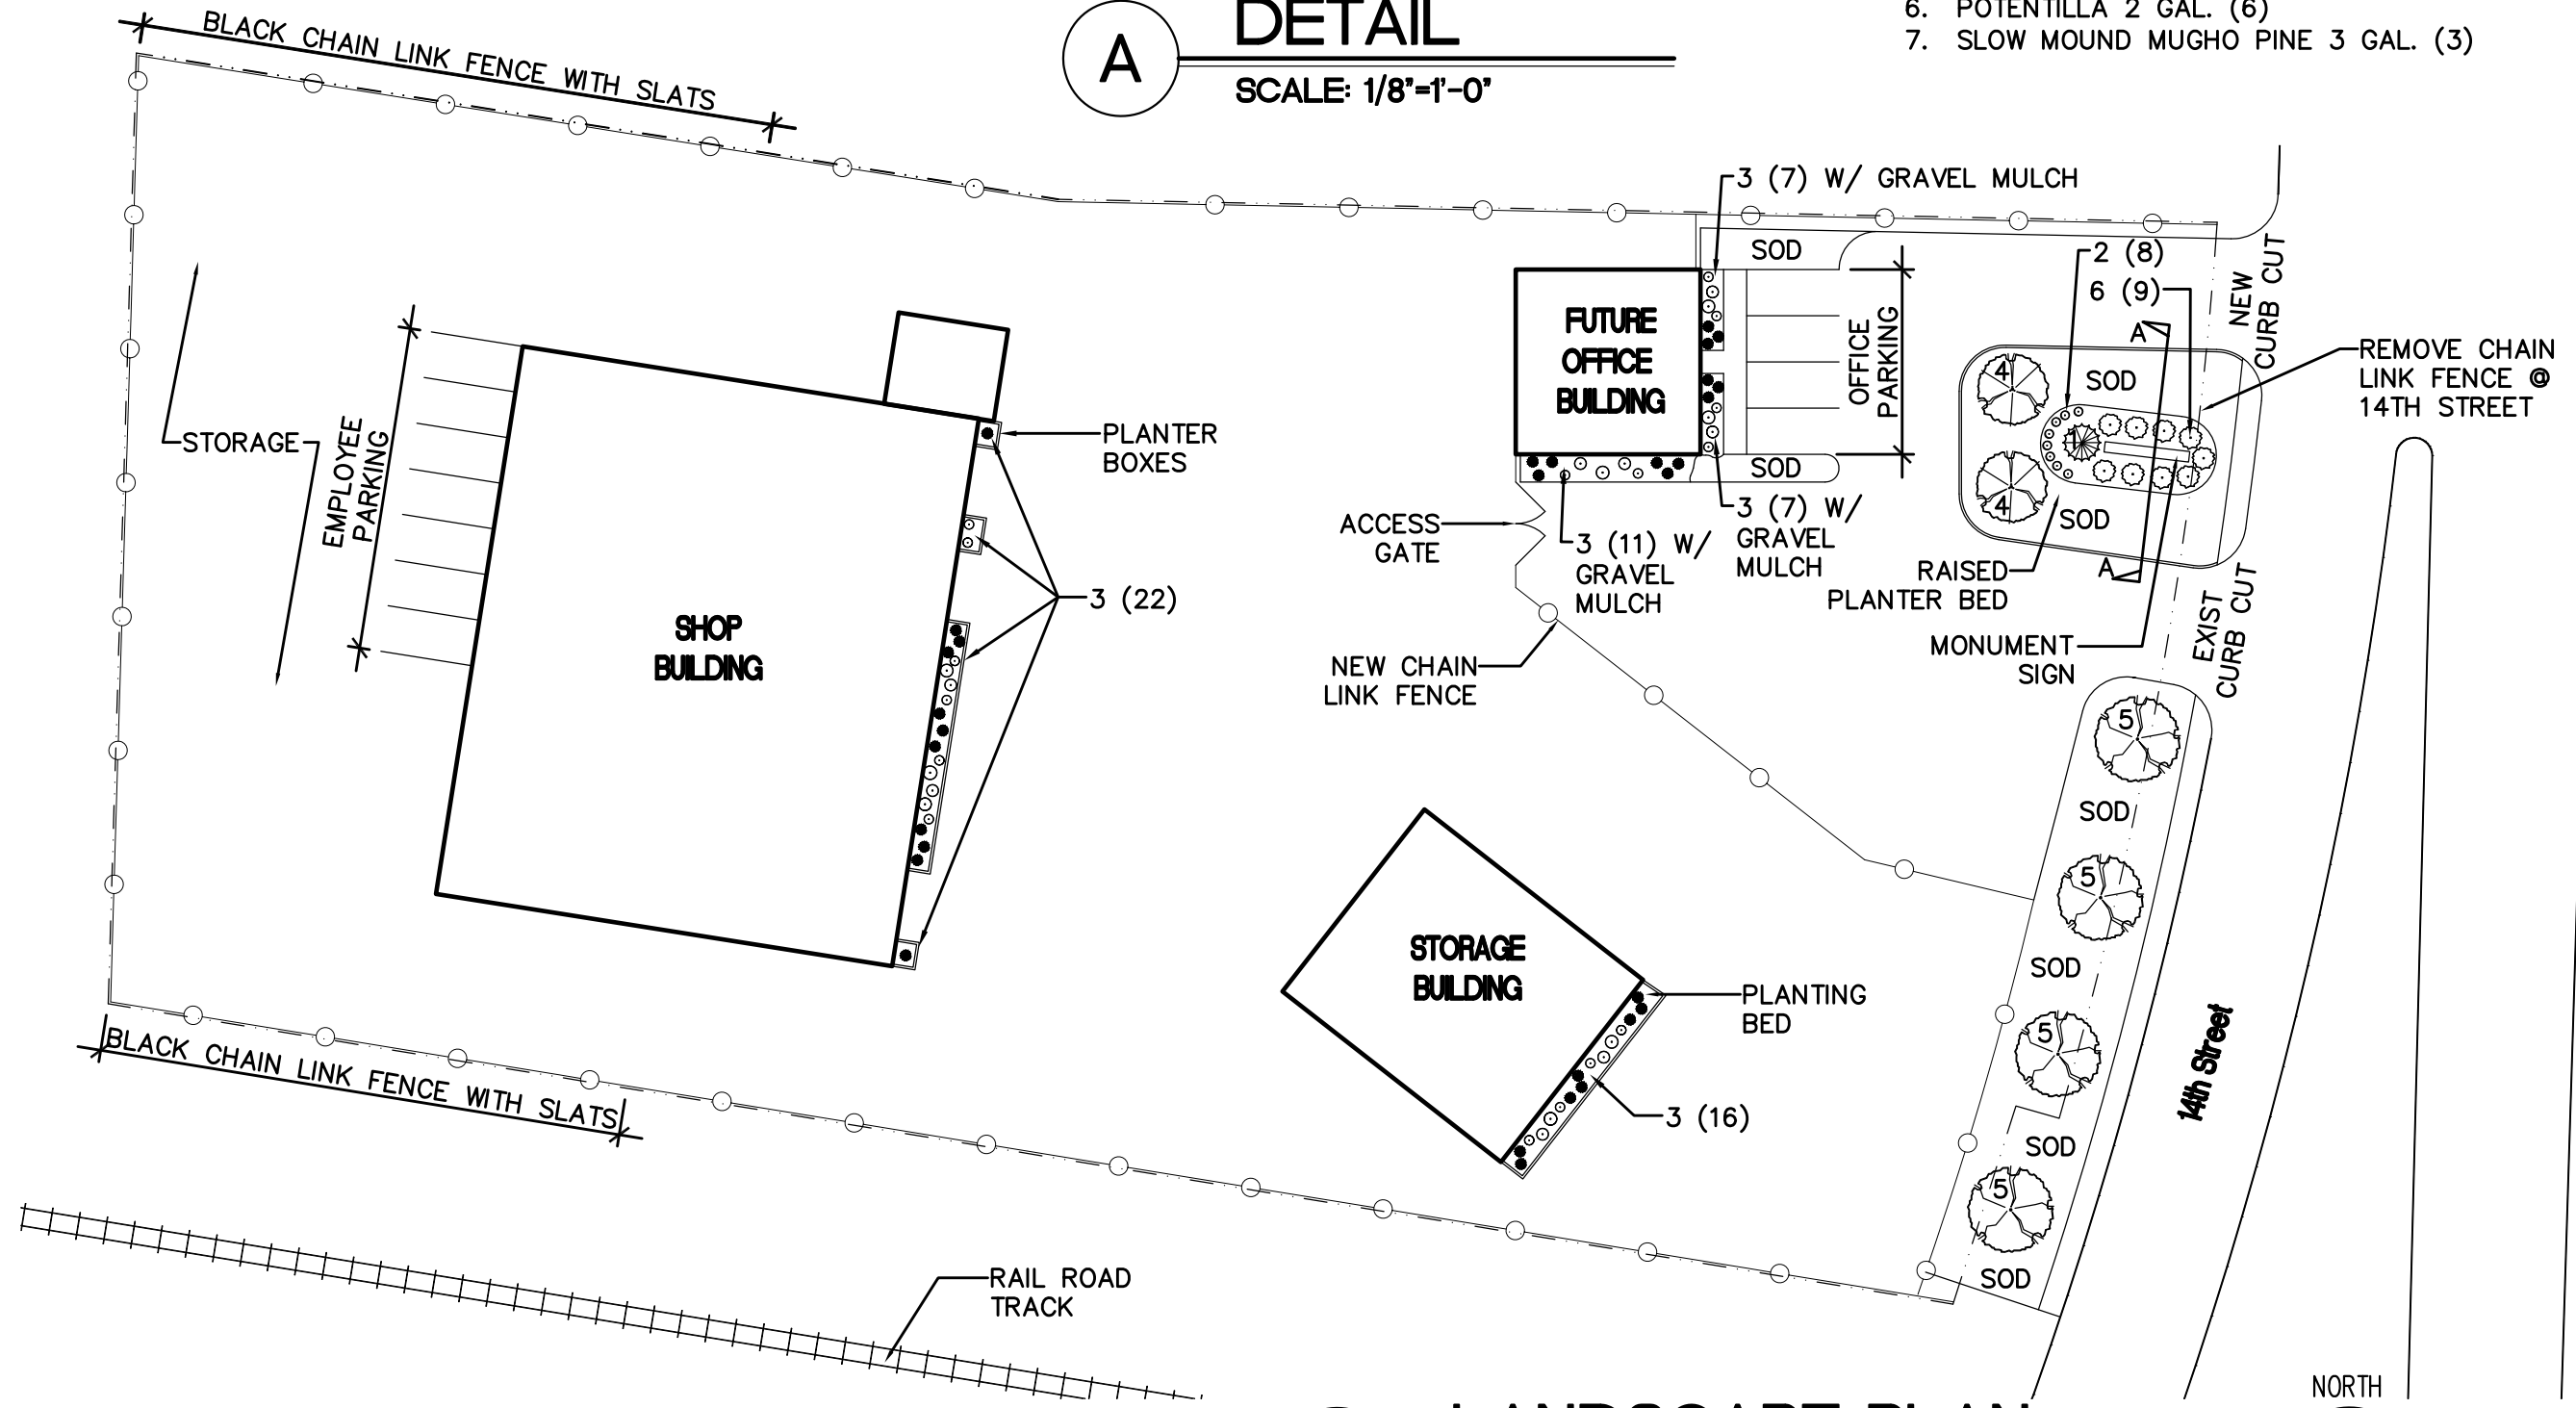 A
DETAIL
SCALE: 1/8"=1'-0"
6. POTENTILLA 2 GAL. (6)
7. SLOW MOUND MUGHO PINE 3 GAL. (3)
BLACK CHAIN LINK FENCE WITH SLATS
3 (7) W/ GRAVEL MULCH
SOD
2 (8)
6 (9)
NEW
CURB CUT
A
FUTURE
OFFICE
BUILDING
OFFICE
PARKING
REMOVE CHAIN
LINK FENCE @
14TH STREET
4
SOD
1
4
SOD
A
STORAGE
EMPLOYEE
PARKING
PLANTER
BOXES
SOD
ACCESS
GATE
3 (11) W/
GRAVEL
MULCH
3 (7) W/
GRAVEL
MULCH
RAISED
PLANTER BED
MONUMENT
SIGN
EXIST
CURB CUT
3 (22)
SHOP
BUILDING
NEW CHAIN
LINK FENCE
5
SOD
5
SOD
5
SOD
5
SOD
14th Street
STORAGE
BUILDING
PLANTING
BED
3 (16)
BLACK CHAIN LINK FENCE WITH SLATS
RAIL ROAD
TRACK
NORTH
LANDSCAPE PLAN